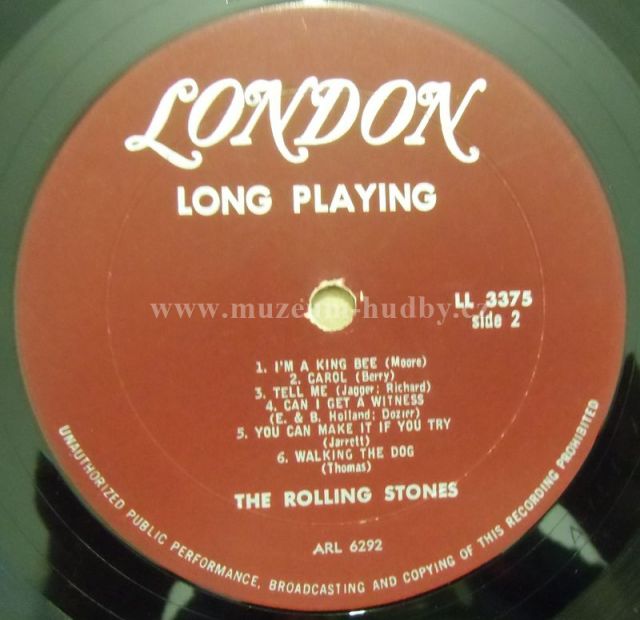 LONDON
LONG PLAYING
www.muzeum-hudby.cz
LL 3375
side 2
1. I'M A KING BEE (Moore)
2. CAROL (Berry)
3. TELL ME (Jagger; Richard)
4. CAN I GET A WITNESS
(E. & B. Holland; Dozier)
5. YOU CAN MAKE IT IF YOU TRY
(Jarrett)
6. WALKING THE DOG
(Thomas)
THE ROLLING STONES
ARL 6292
UNAUTHORIZED PUBLIC PERFORMANCE, BROADCASTING AND COPYING OF THIS RECORDING PROHIBITED